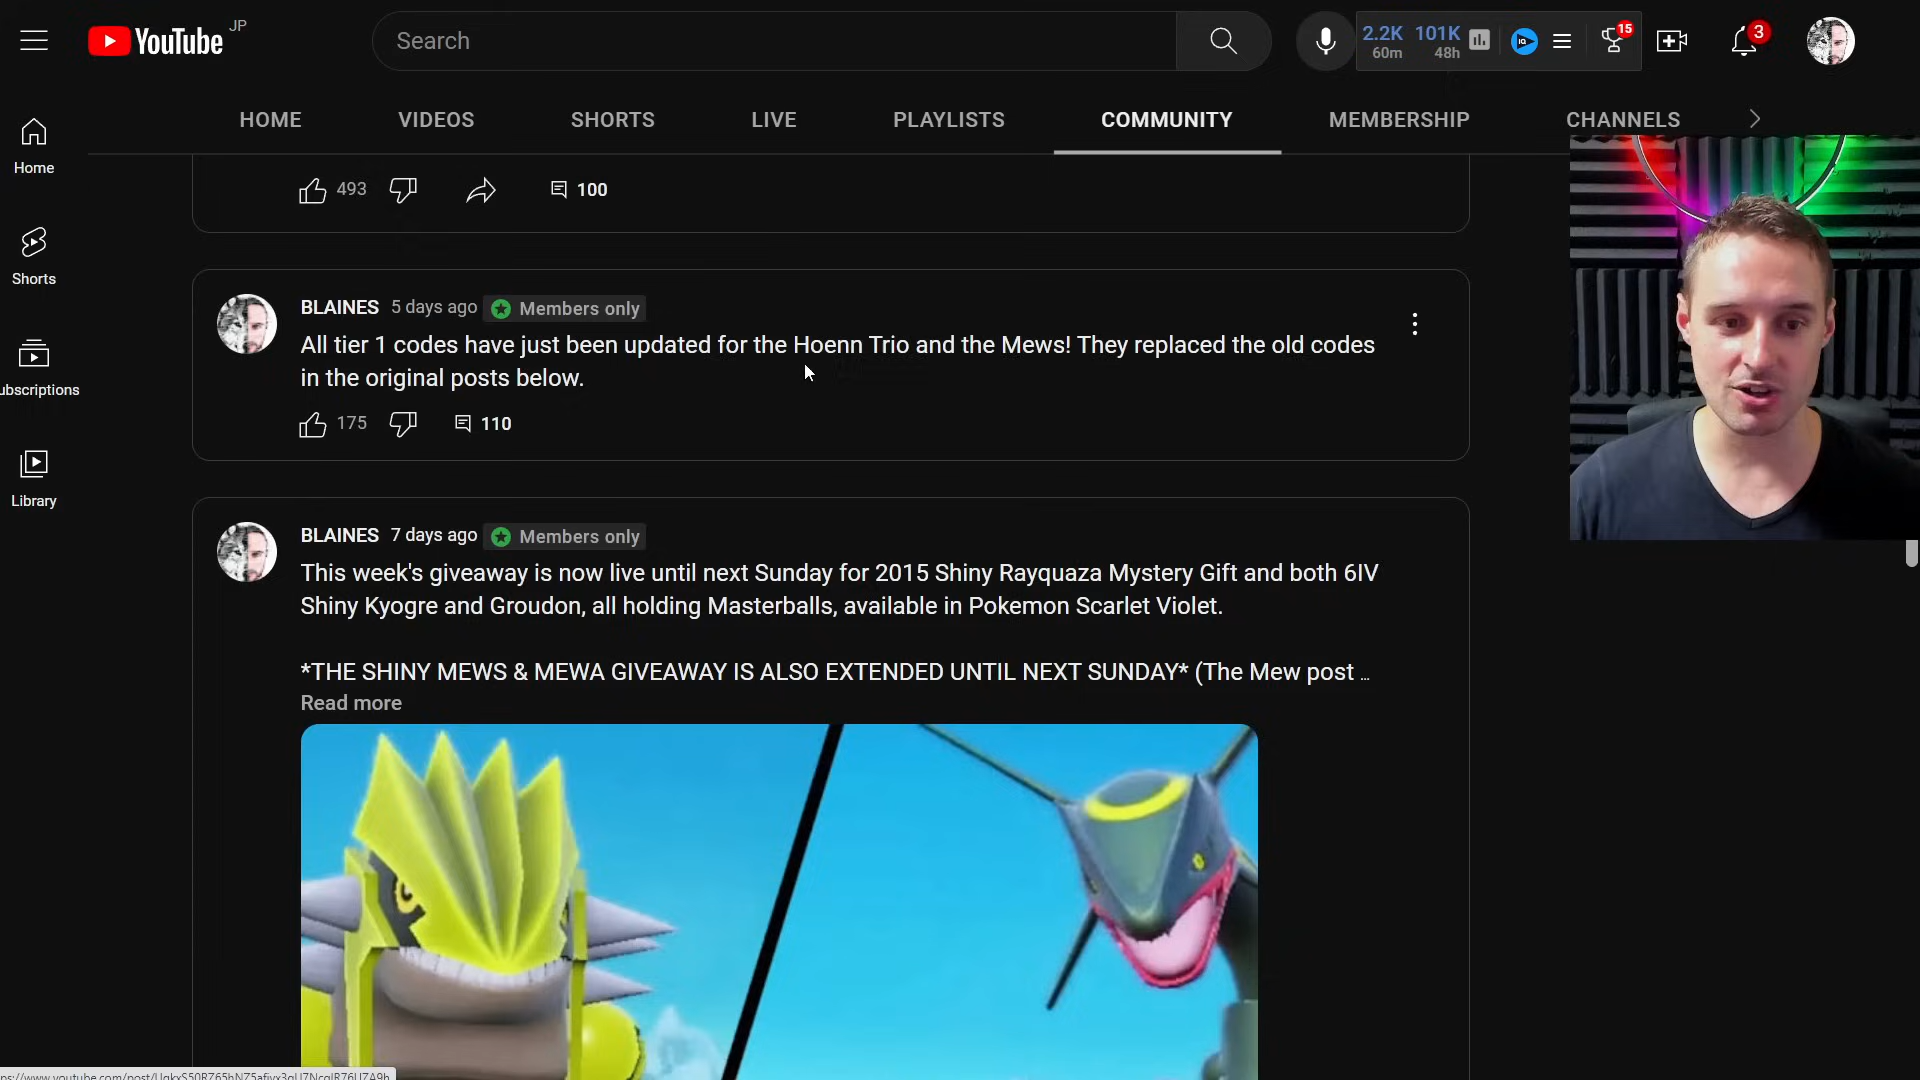 YouTube JP
Search
2.2K 101K
60m 48h
15
3
HOME VIDEOS SHORTS LIVE PLAYLISTS COMMUNITY MEMBERSHIP CHANNELS
Home
Shorts
ubscriptions
Library
493 100
BLAINES 5 days ago Members only
All tier 1 codes have just been updated for the Hoenn Trio and the Mews! They replaced the old codes
in the original posts below.
175 110
BLAINES 7 days ago Members only
This week's giveaway is now live until next Sunday for 2015 Shiny Rayquaza Mystery Gift and both 6IV
Shiny Kyogre and Groudon, all holding Masterballs, available in Pokemon Scarlet Violet.
*THE SHINY MEWS & MEWA GIVEAWAY IS ALSO EXTENDED UNTIL NEXT SUNDAY* (The Mew post ...
Read more